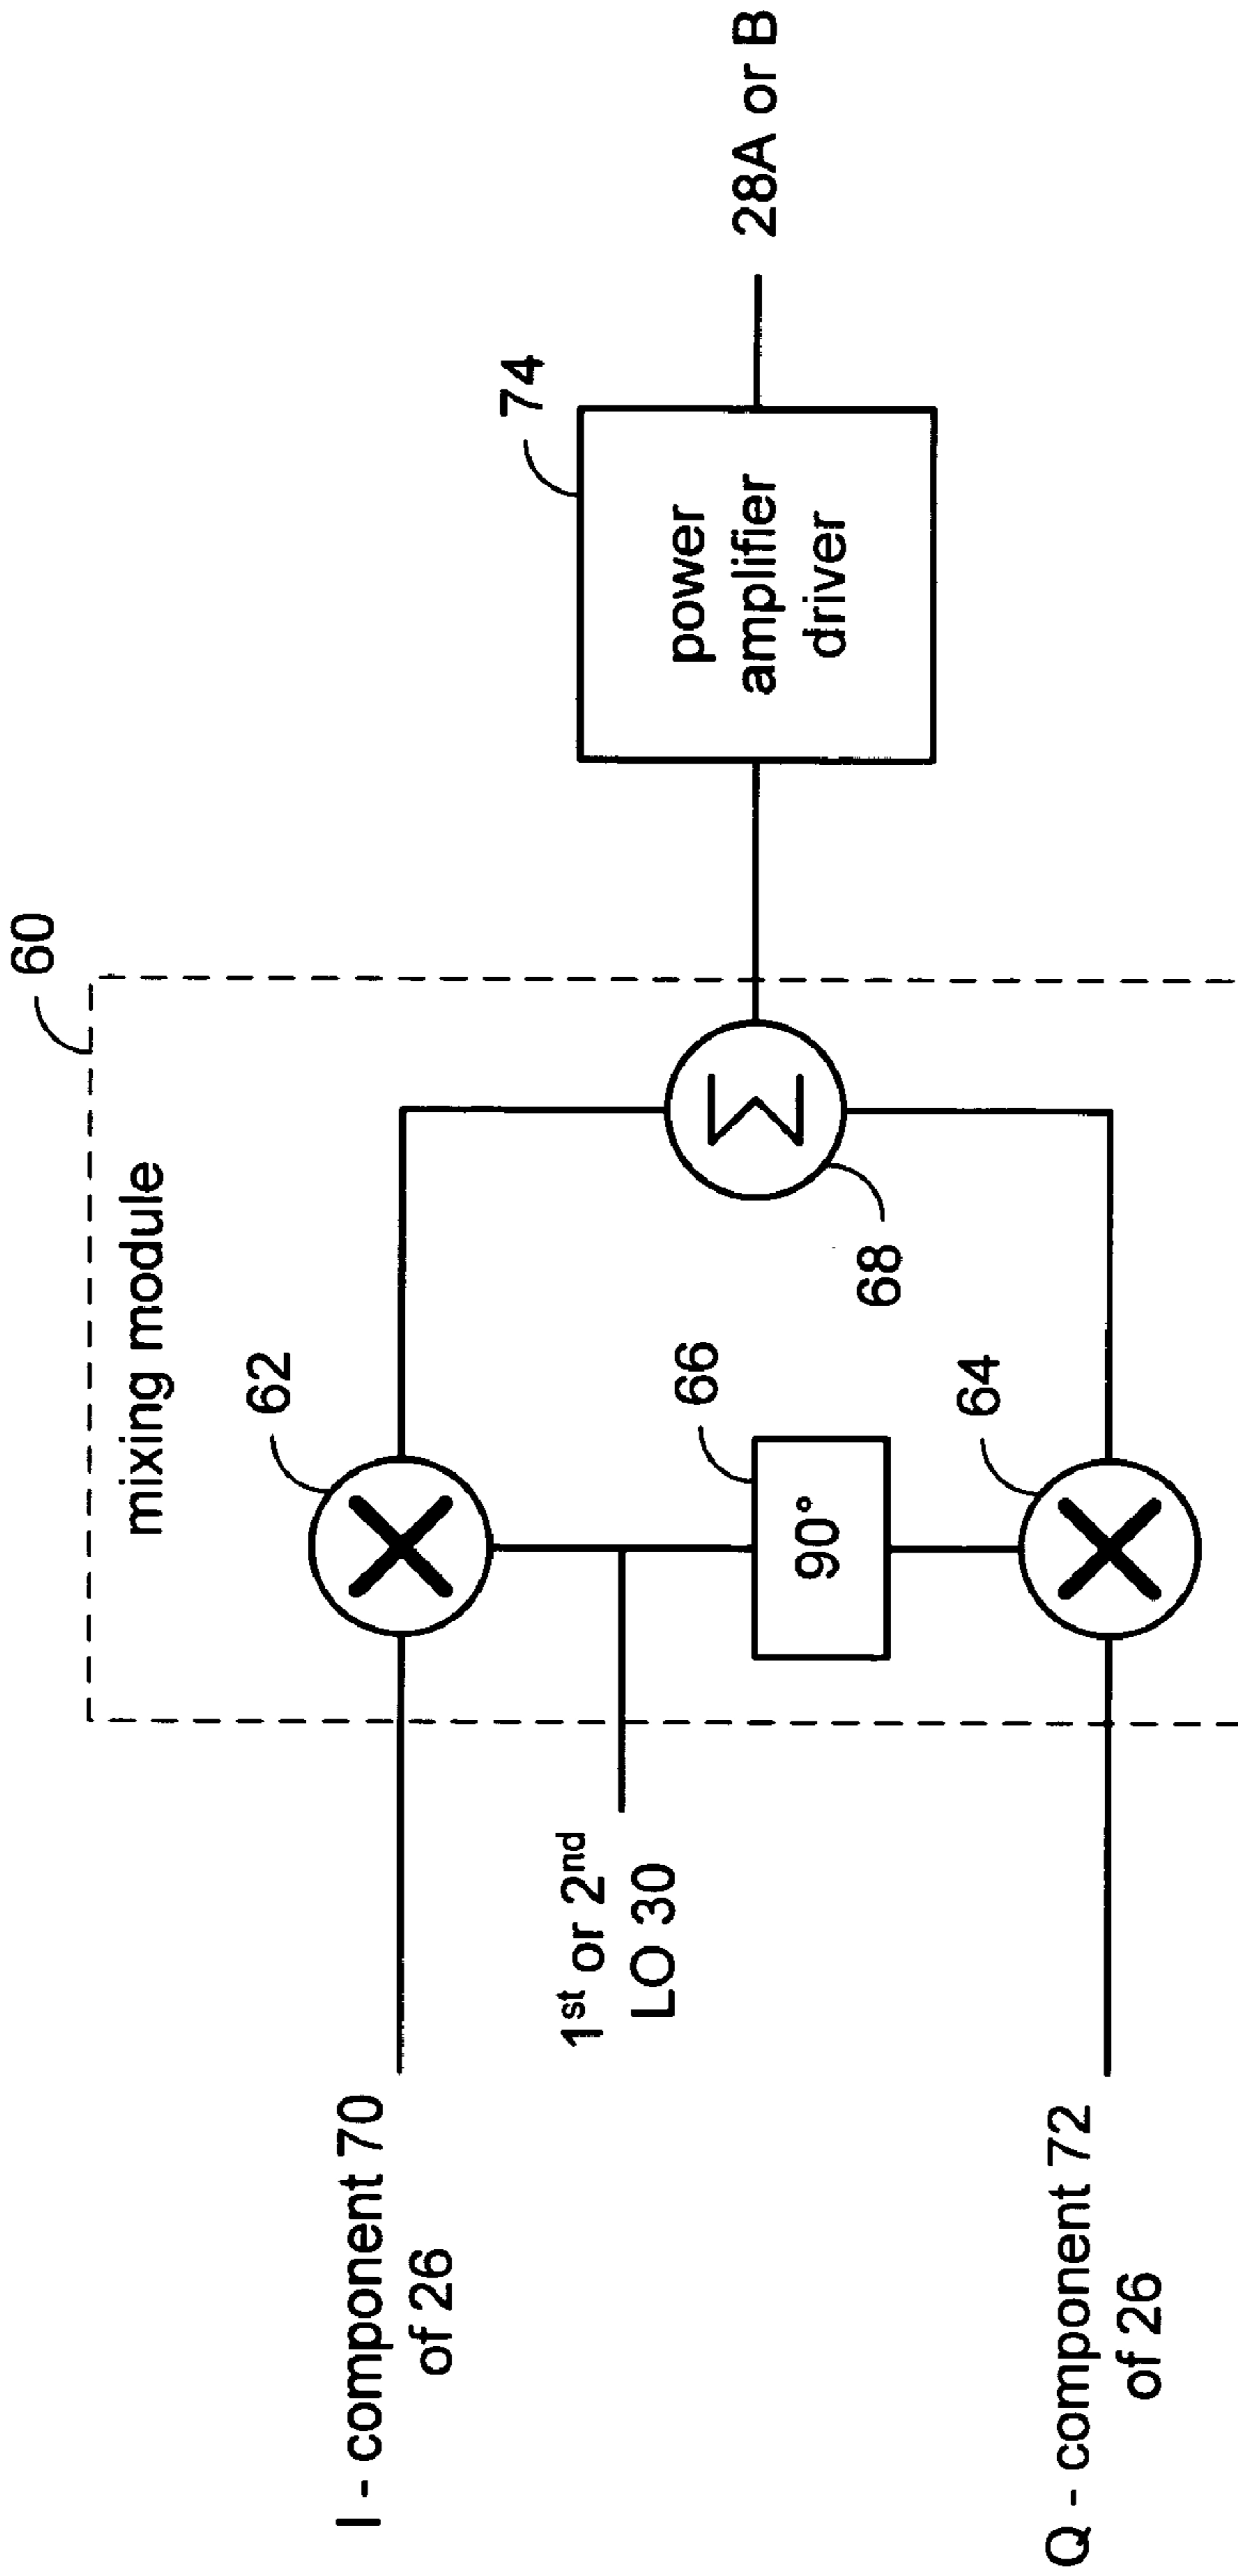 60
mixing module
62
74
I - component 70
of 26
1st or 2nd
LO 30
66
90°
Σ
power
amplifier
driver
28A or B
68
64
Q - component 72
of 26